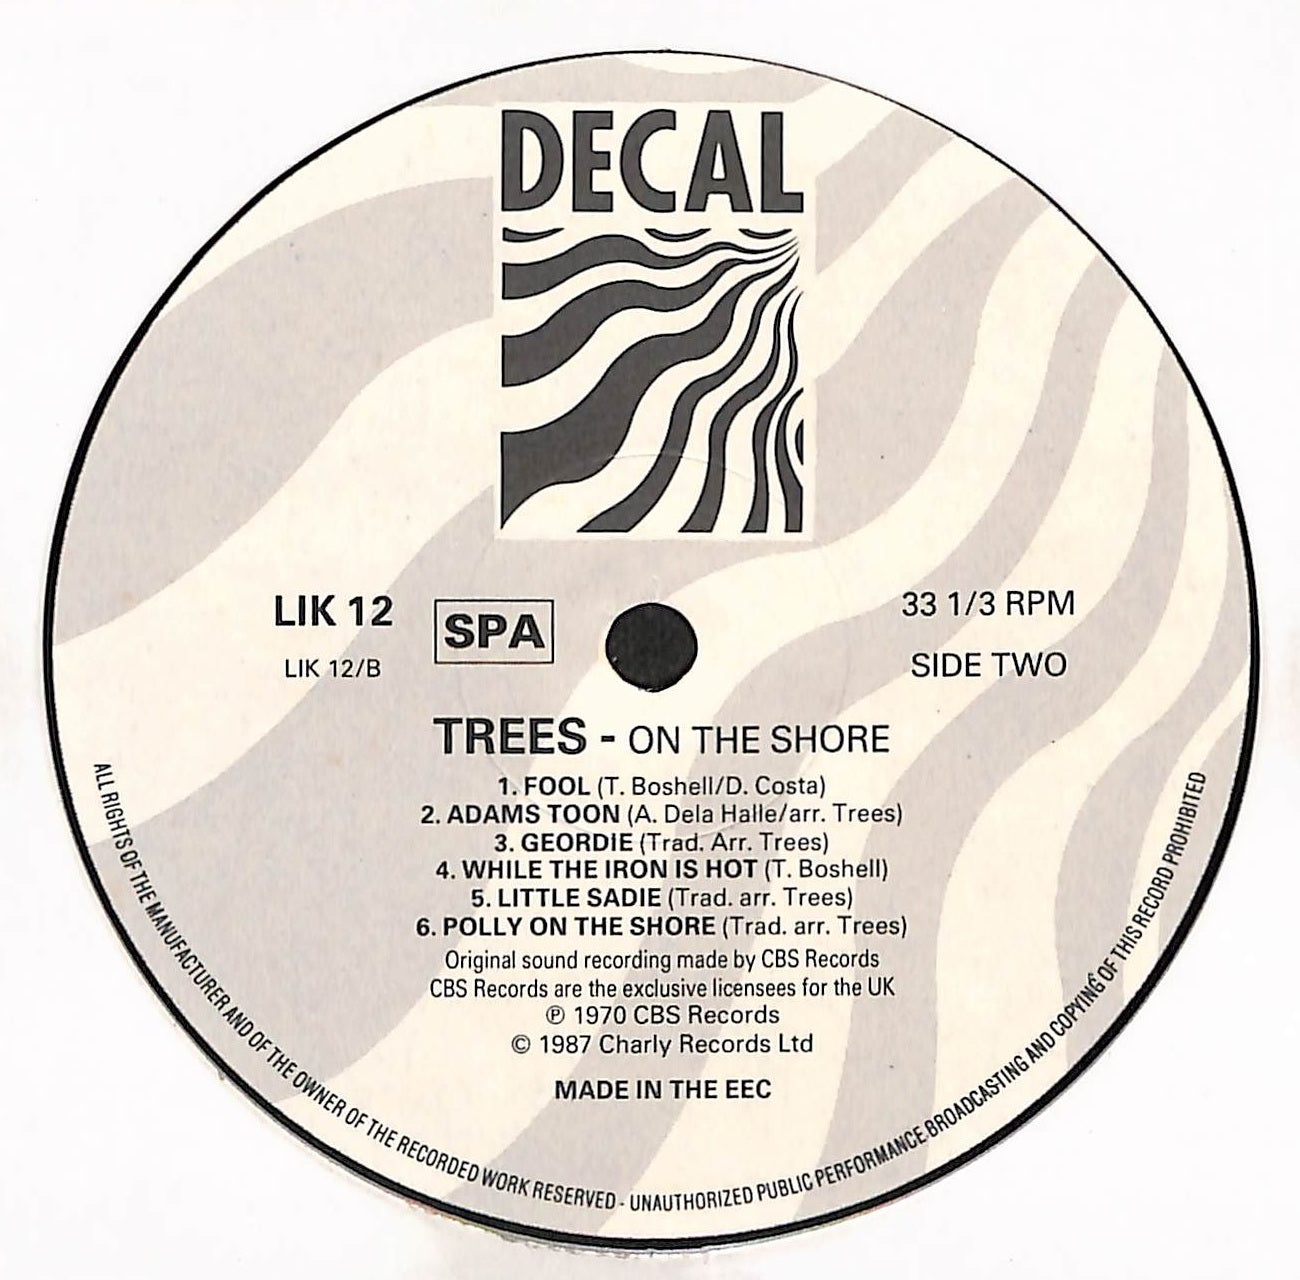 DECAL
LIK 12
LIK 12/B
SPA
33 1/3 RPM
SIDE TWO
TREES - ON THE SHORE
1. FOOL (T. Boshell/D. Costa)
2. ADAMS TOON (A. Dela Halle/arr. Trees)
3. GEORDIE (Trad. Arr. Trees)
4. WHILE THE IRON IS HOT (T. Boshell)
5. LITTLE SADIE (Trad. arr. Trees)
6. POLLY ON THE SHORE (Trad. arr. Trees)
Original sound recording made by CBS Records
CBS Records are the exclusive licensees for the UK
℗ 1970 CBS Records
© 1987 Charly Records Ltd
MADE IN THE EEC
ALL RIGHTS OF THE MANUFACTURER AND OF THE OWNER OF THE RECORDED WORK RESERVED - UNAUTHORIZED PUBLIC PERFORMANCE BROADCASTING AND COPYING OF THIS RECORD PROHIBITED